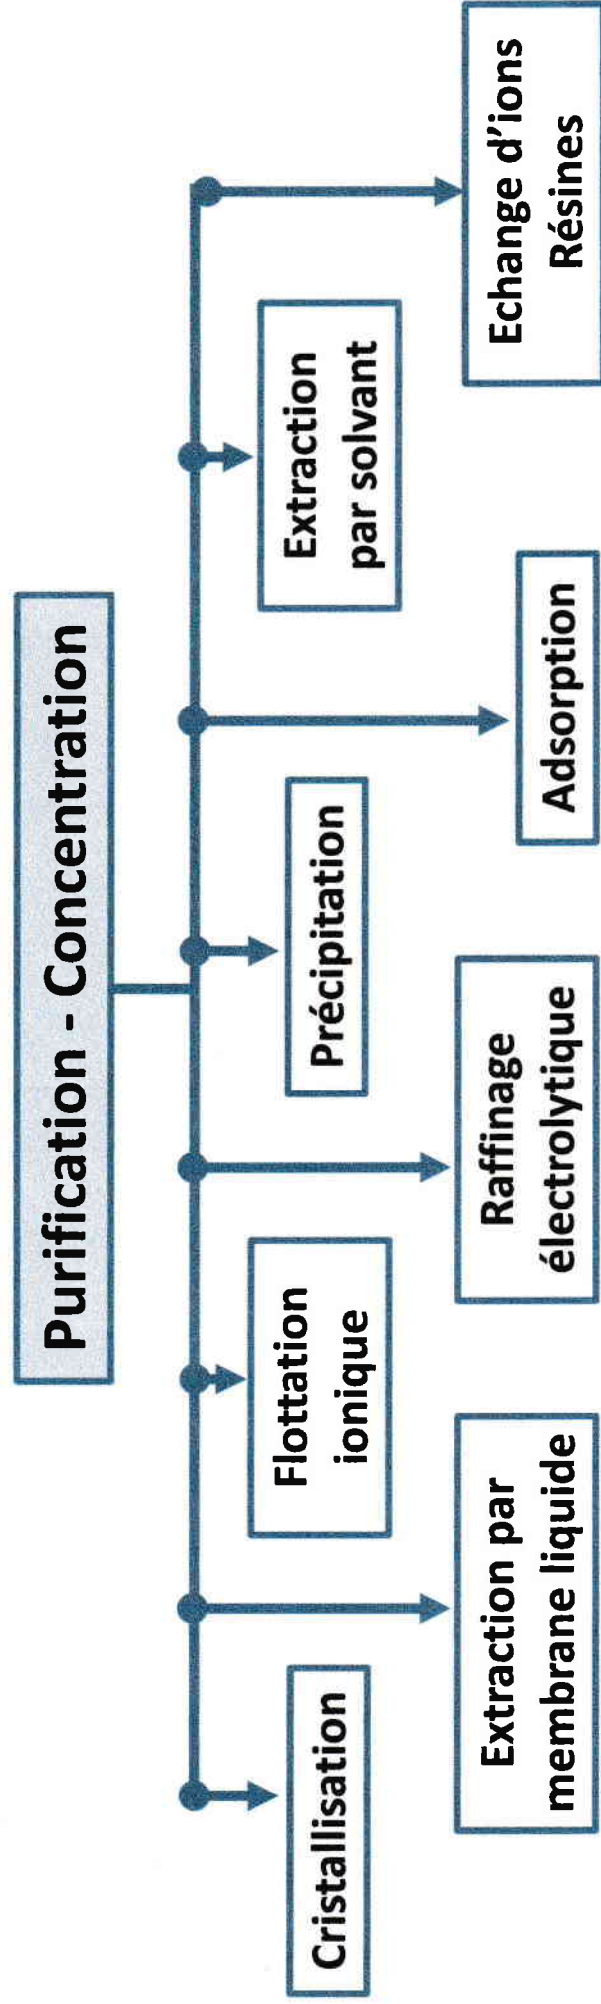 Purification - Concentration
Cristallisation
Extraction par
membrane liquide
Flottation
ionique
Raffinage
électrolytique
Précipitation
Adsorption
Extraction
par solvant
Echange d'ions
Résines